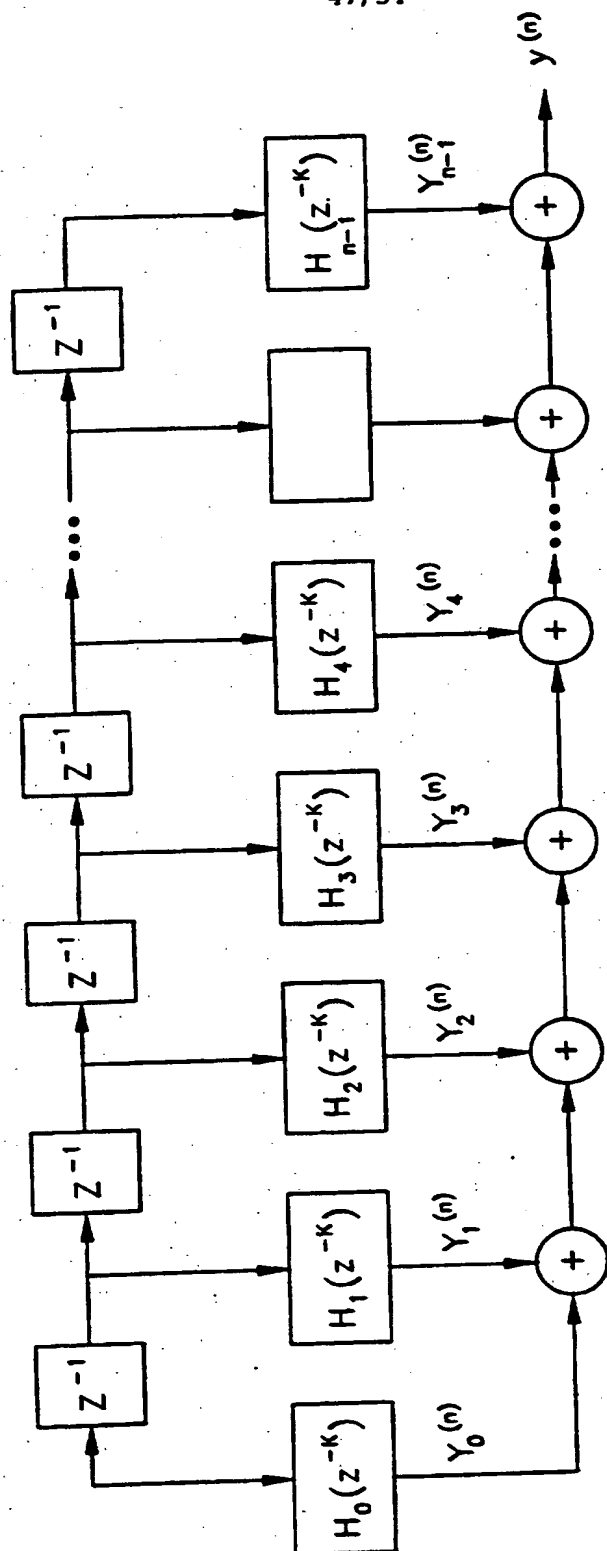 Z⁻¹ Z⁻¹ Z⁻¹ Z⁻¹ ... Z⁻¹
H₀(z⁻ᴷ) H₁(z⁻ᴷ) H₂(z⁻ᴷ) H₃(z⁻ᴷ) H₄(z⁻ᴷ) Hₙ₋₁(z.⁻ᴷ)
Y₀⁽ⁿ⁾ Y₁⁽ⁿ⁾ Y₂⁽ⁿ⁾ Y₃⁽ⁿ⁾ Y₄⁽ⁿ⁾ Yₙ₋₁⁽ⁿ⁾
+ + + + ... + + y⁽ⁿ⁾